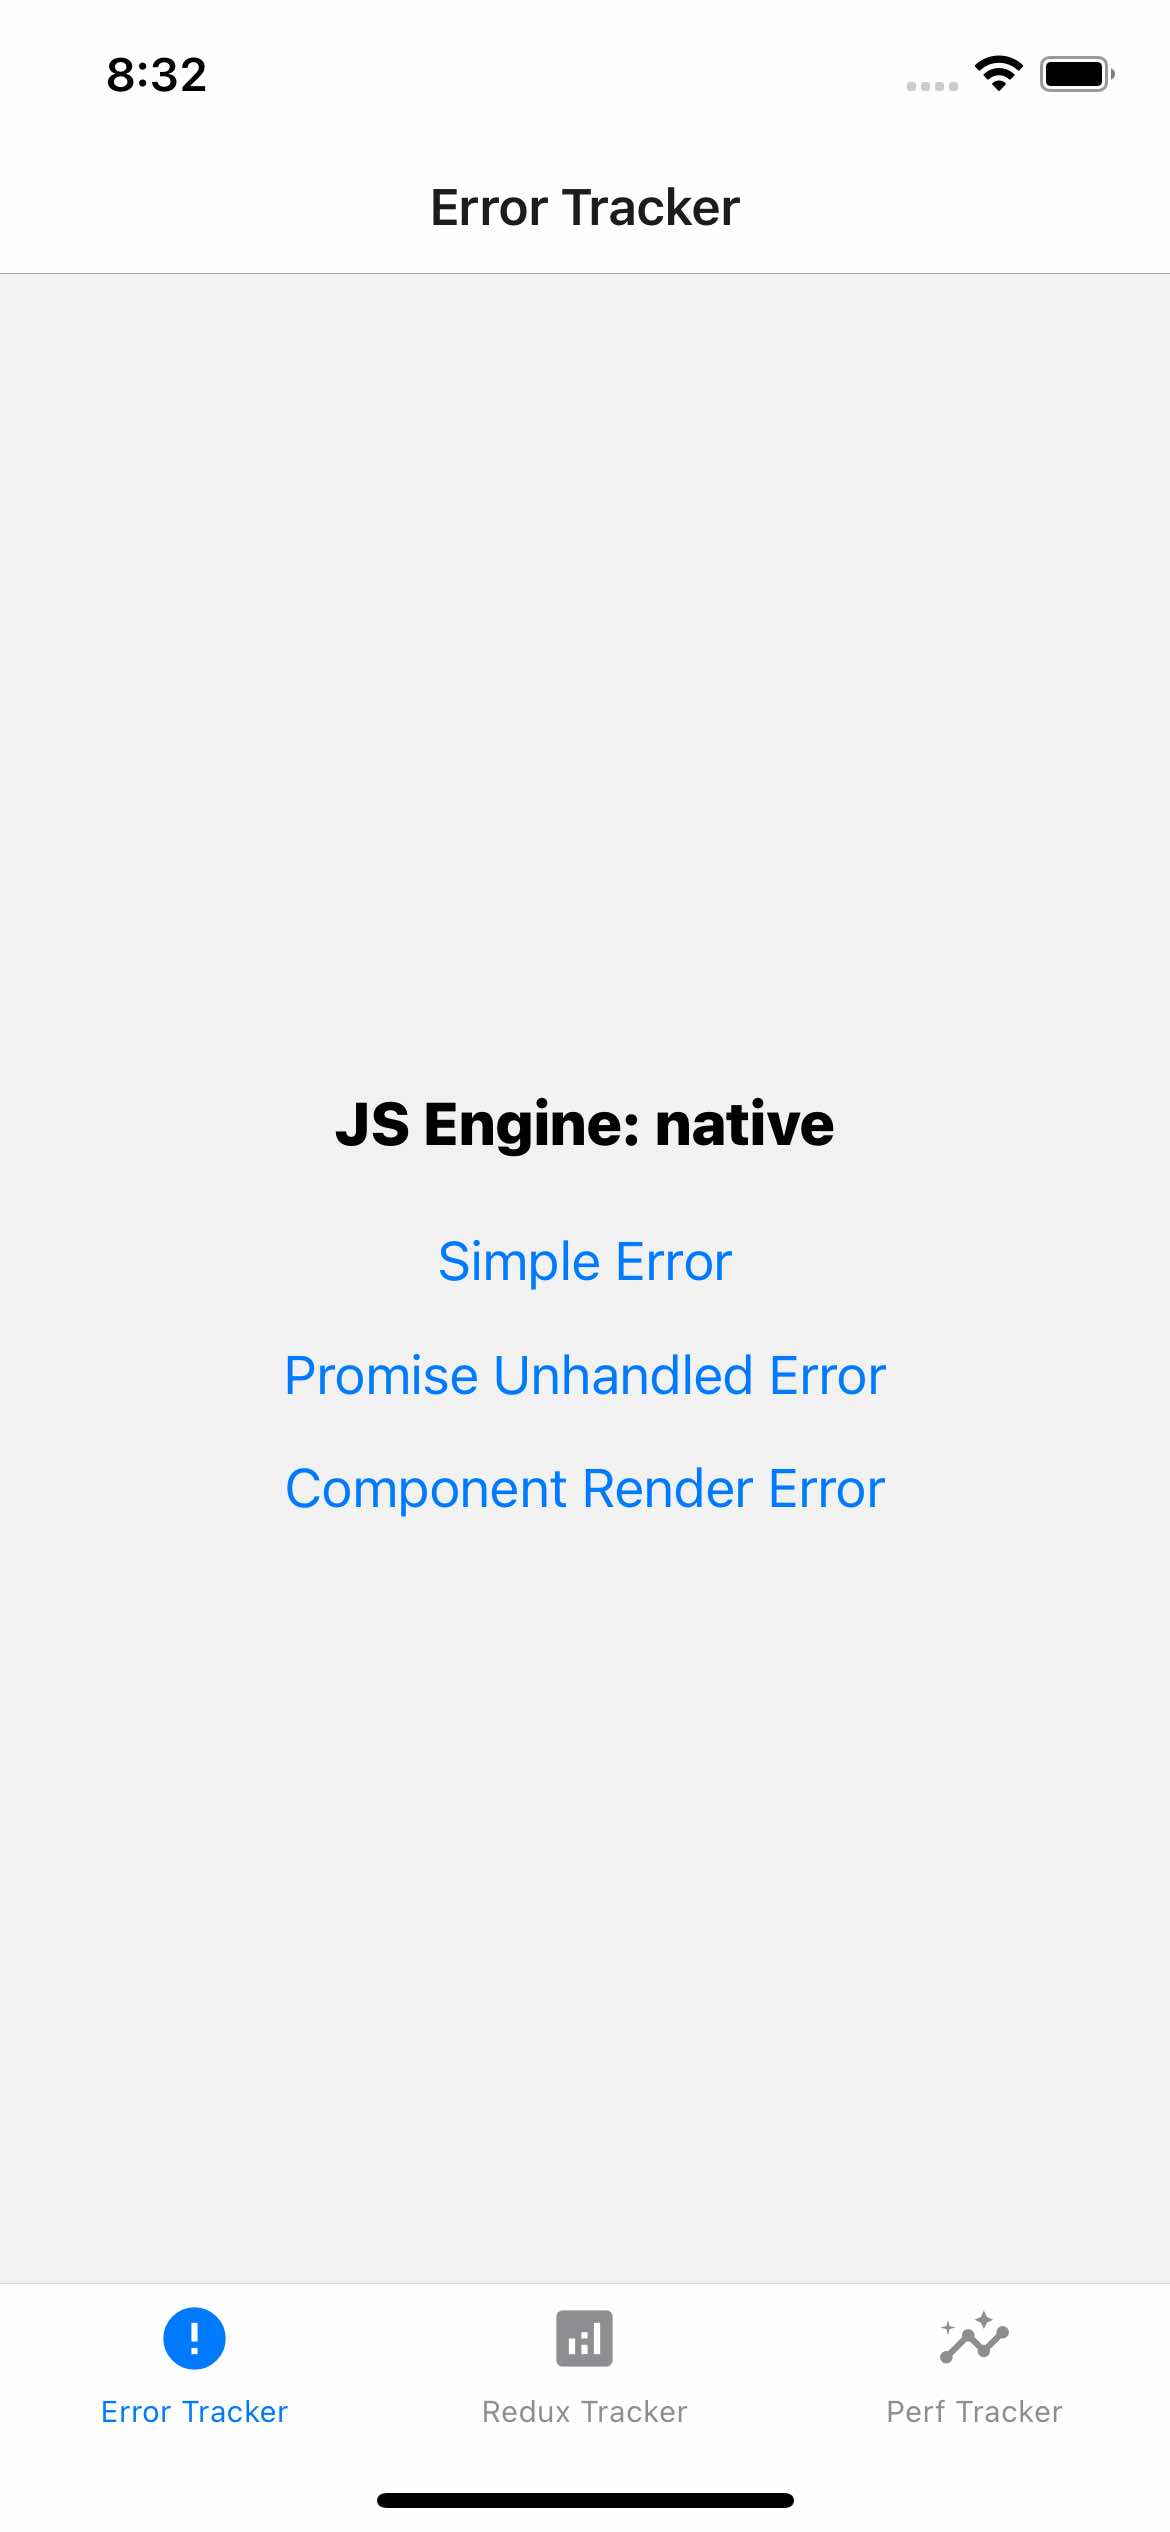 8:32
Error Tracker
JS Engine: native
Simple Error
Promise Unhandled Error
Component Render Error
Error Tracker
Redux Tracker
Perf Tracker